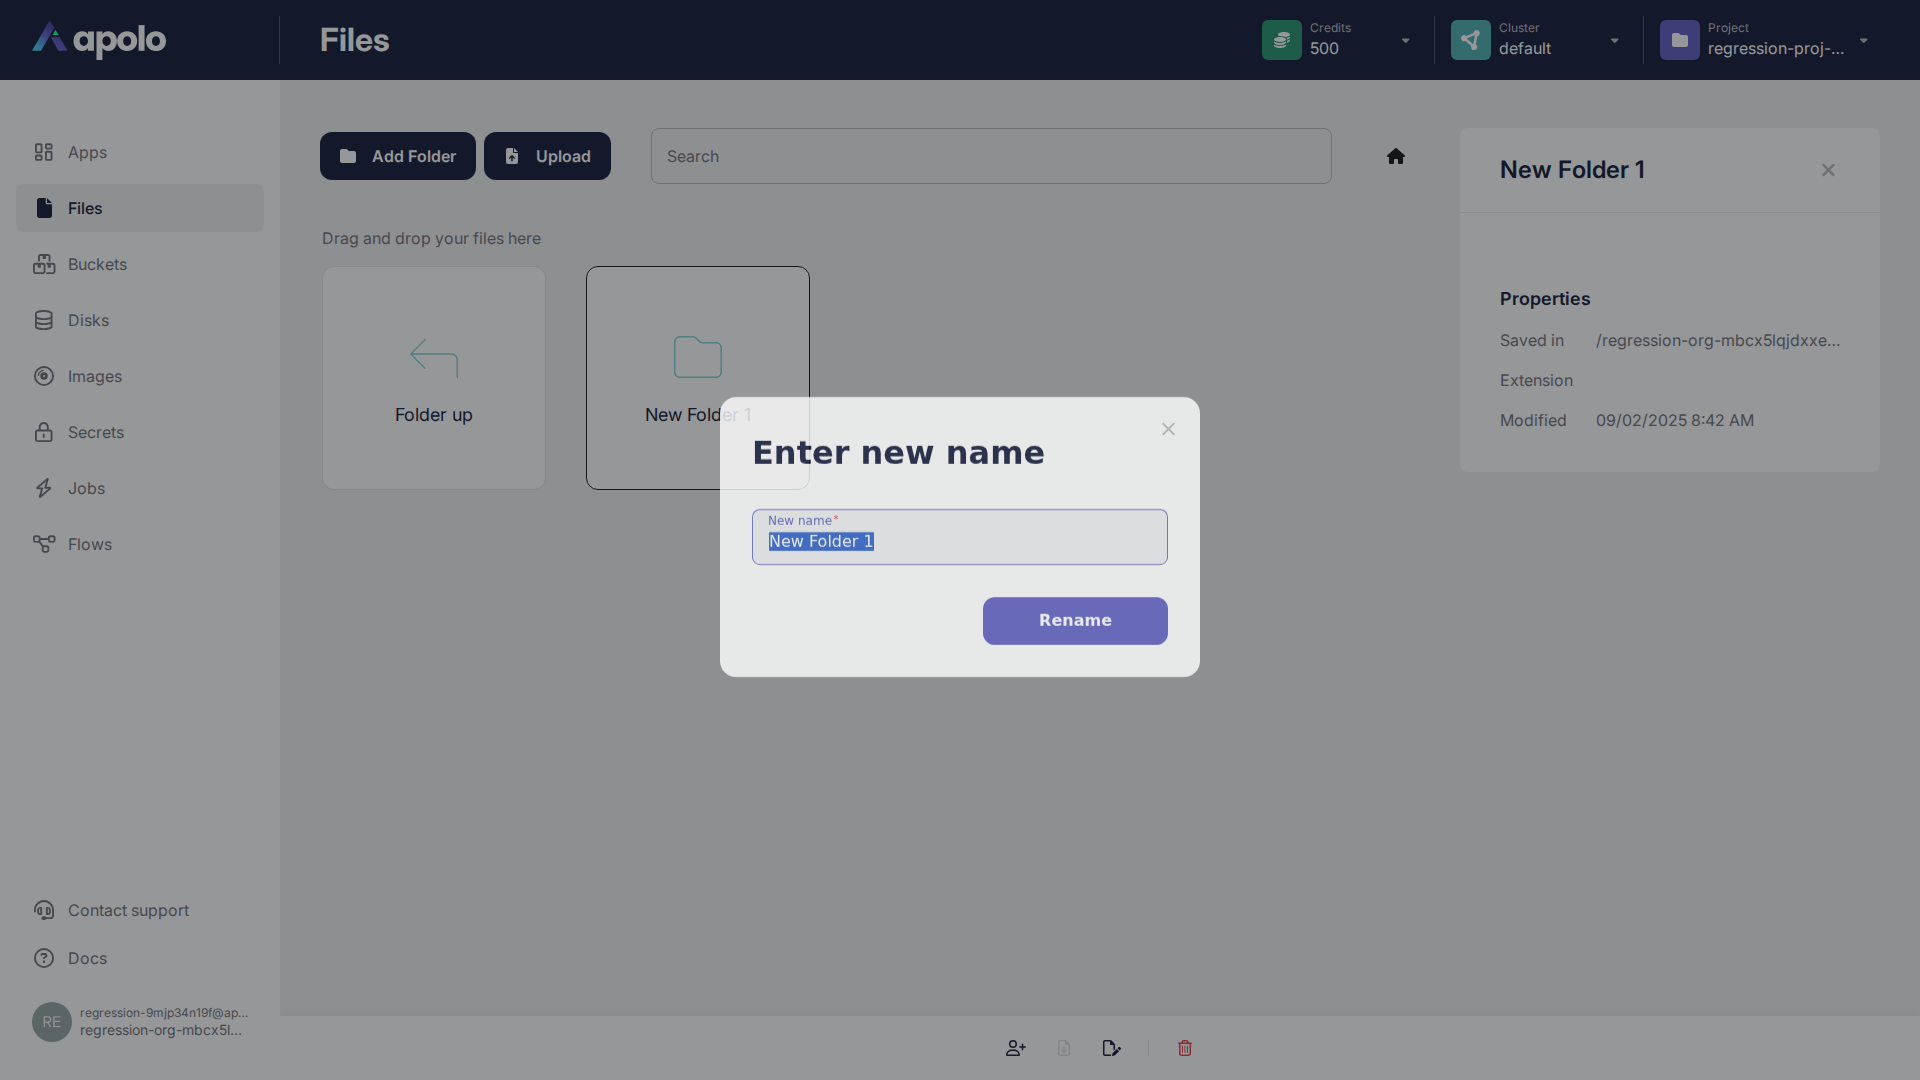 apolo
Files
Credits
500
Cluster
default
Project
regression-proj-...
Apps
Files
Buckets
Disks
Images
Secrets
Jobs
Flows
Contact support
Docs
RE
regression-9mjp34n19f@ap...
regression-org-mbcx5l...
Add Folder
Upload
Search
Drag and drop your files here
Folder up
New Folder 1
Enter new name
New name*
New Folder 1
Rename
New Folder 1
Properties
Saved in /regression-org-mbcx5lqjdxxe...
Extension
Modified 09/02/2025 8:42 AM